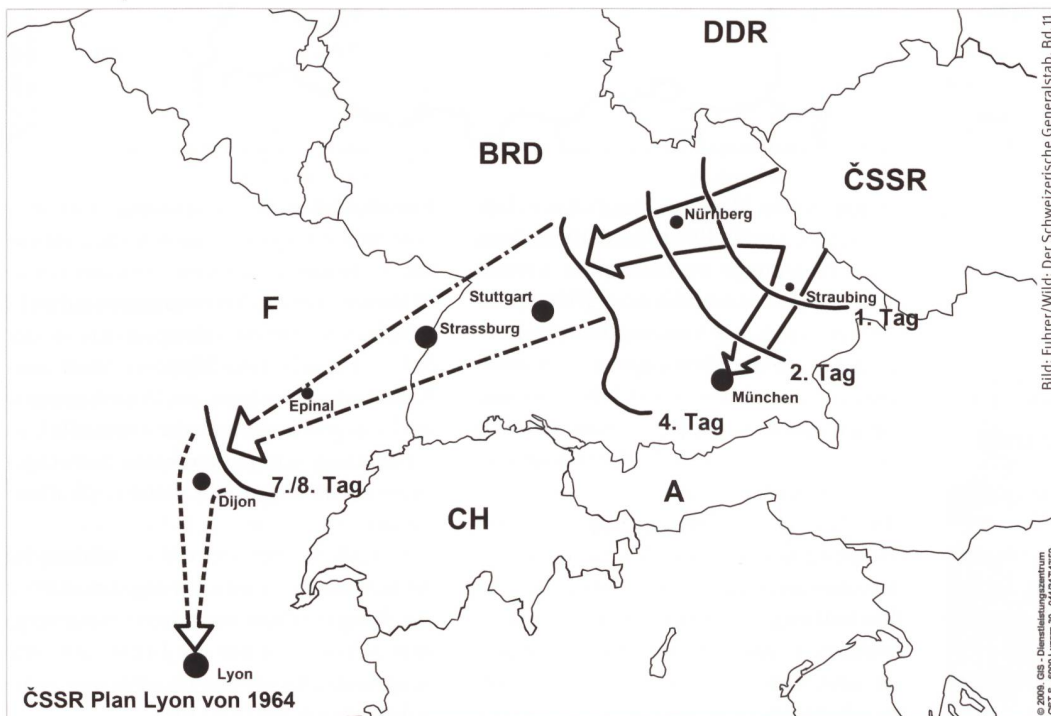 DDR
BRD
ČSSR
Nürnberg
F
Stuttgart
Strassburg
Straubing
1. Tag
2. Tag
München
Epinal
4. Tag
7./8. Tag
Dijon
A
CH
Lyon
ČSSR Plan Lyon von 1964
Bild: Fuhrer/Wild: Der Schweizerische Generalstab, Bd 11
© 2009, GIS - Dienstleistungszentrum